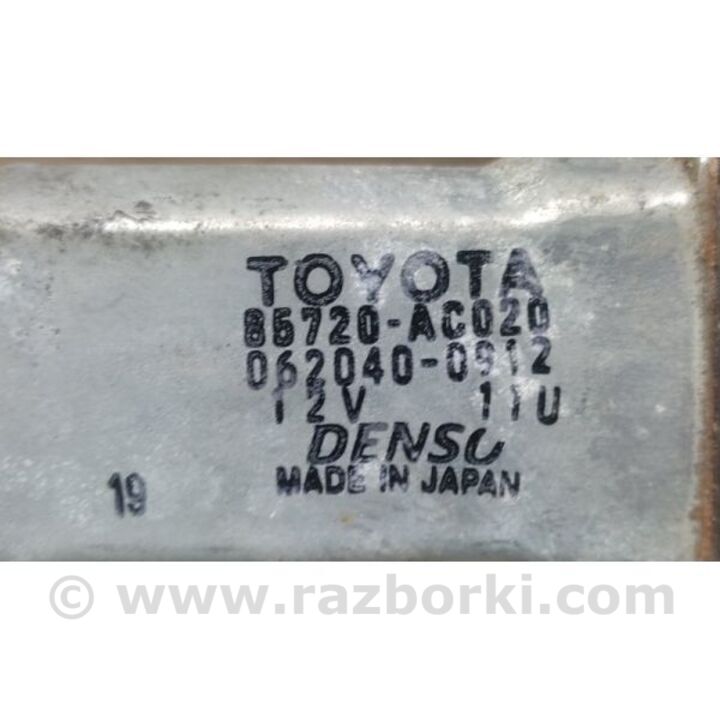 TOYOTA
85720-AC020
062040-0912
12V 11U
DENSO
MADE IN JAPAN
19
© www.razborki.com